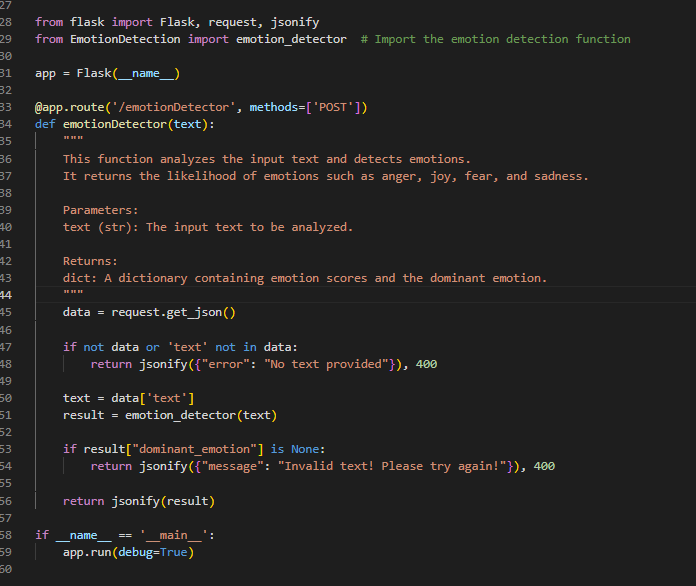 27
28 from flask import Flask, request, jsonify
29 from EmotionDetection import emotion_detector  # Import the emotion detection function
30
31 app = Flask(__name__)
32
33 @app.route('/emotionDetector', methods=['POST'])
34 def emotionDetector(text):
35     """
36     This function analyzes the input text and detects emotions.
37     It returns the likelihood of emotions such as anger, joy, fear, and sadness.
38
39     Parameters:
40     text (str): The input text to be analyzed.
41
42     Returns:
43     dict: A dictionary containing emotion scores and the dominant emotion.
44     """
45     data = request.get_json()
46
47     if not data or 'text' not in data:
48         return jsonify({"error": "No text provided"}), 400
49
50     text = data['text']
51     result = emotion_detector(text)
52
53     if result["dominant_emotion"] is None:
54         return jsonify({"message": "Invalid text! Please try again!"}), 400
55
56     return jsonify(result)
57
58 if __name__ == '__main__':
59     app.run(debug=True)
60